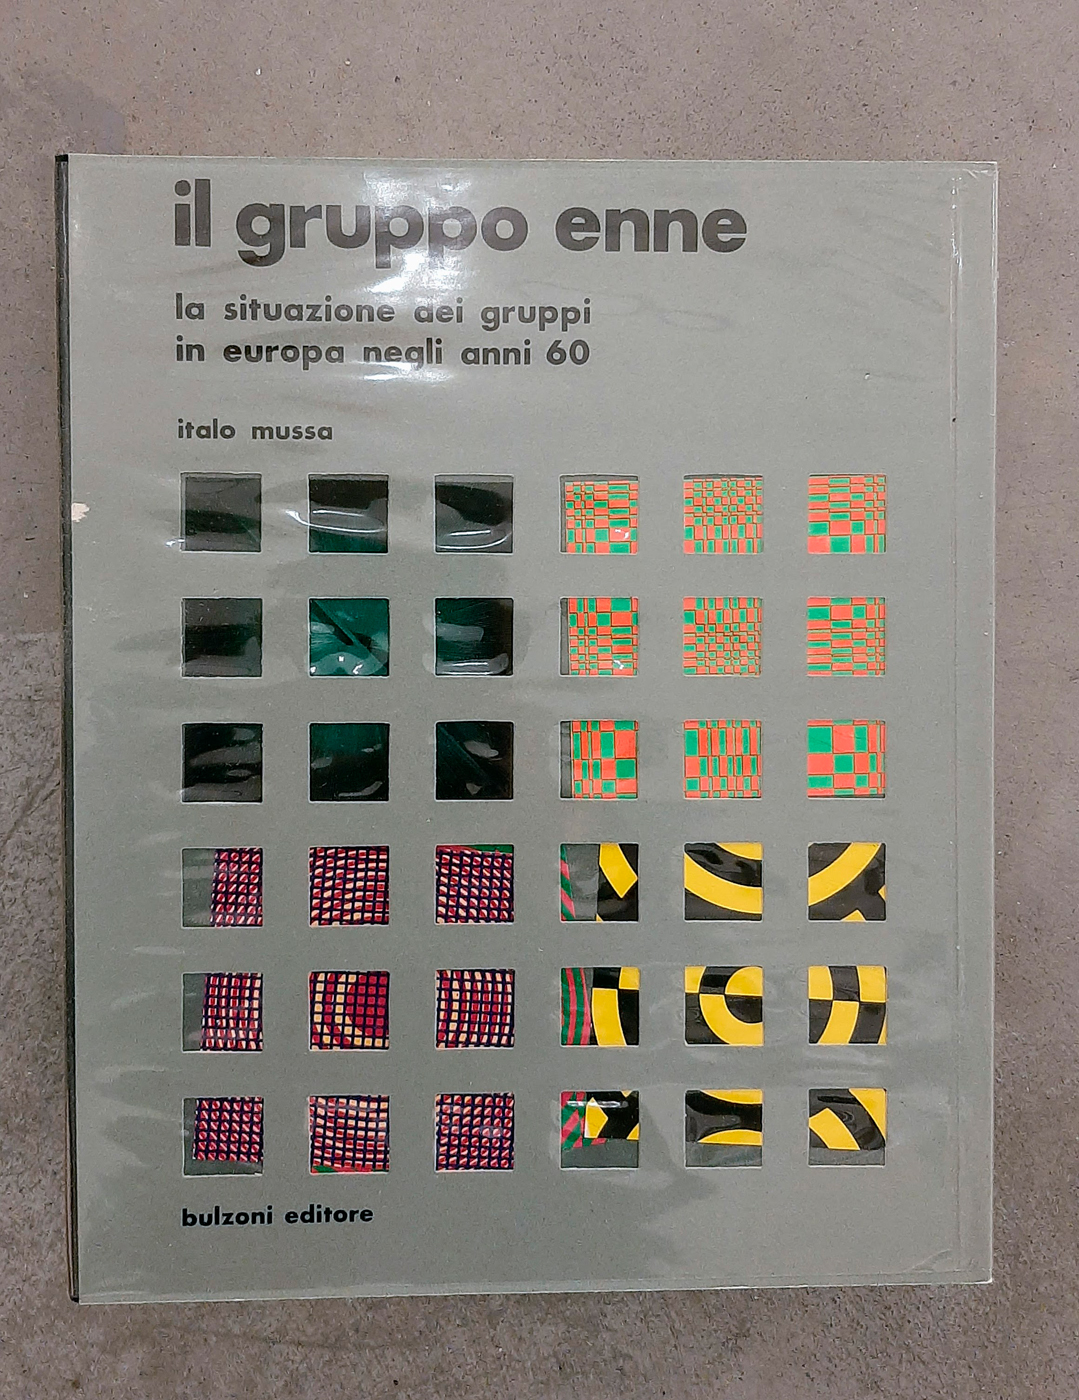 il gruppo enne
la situazione dei gruppi
in europa negli anni 60
italo mussa
bulzoni editore